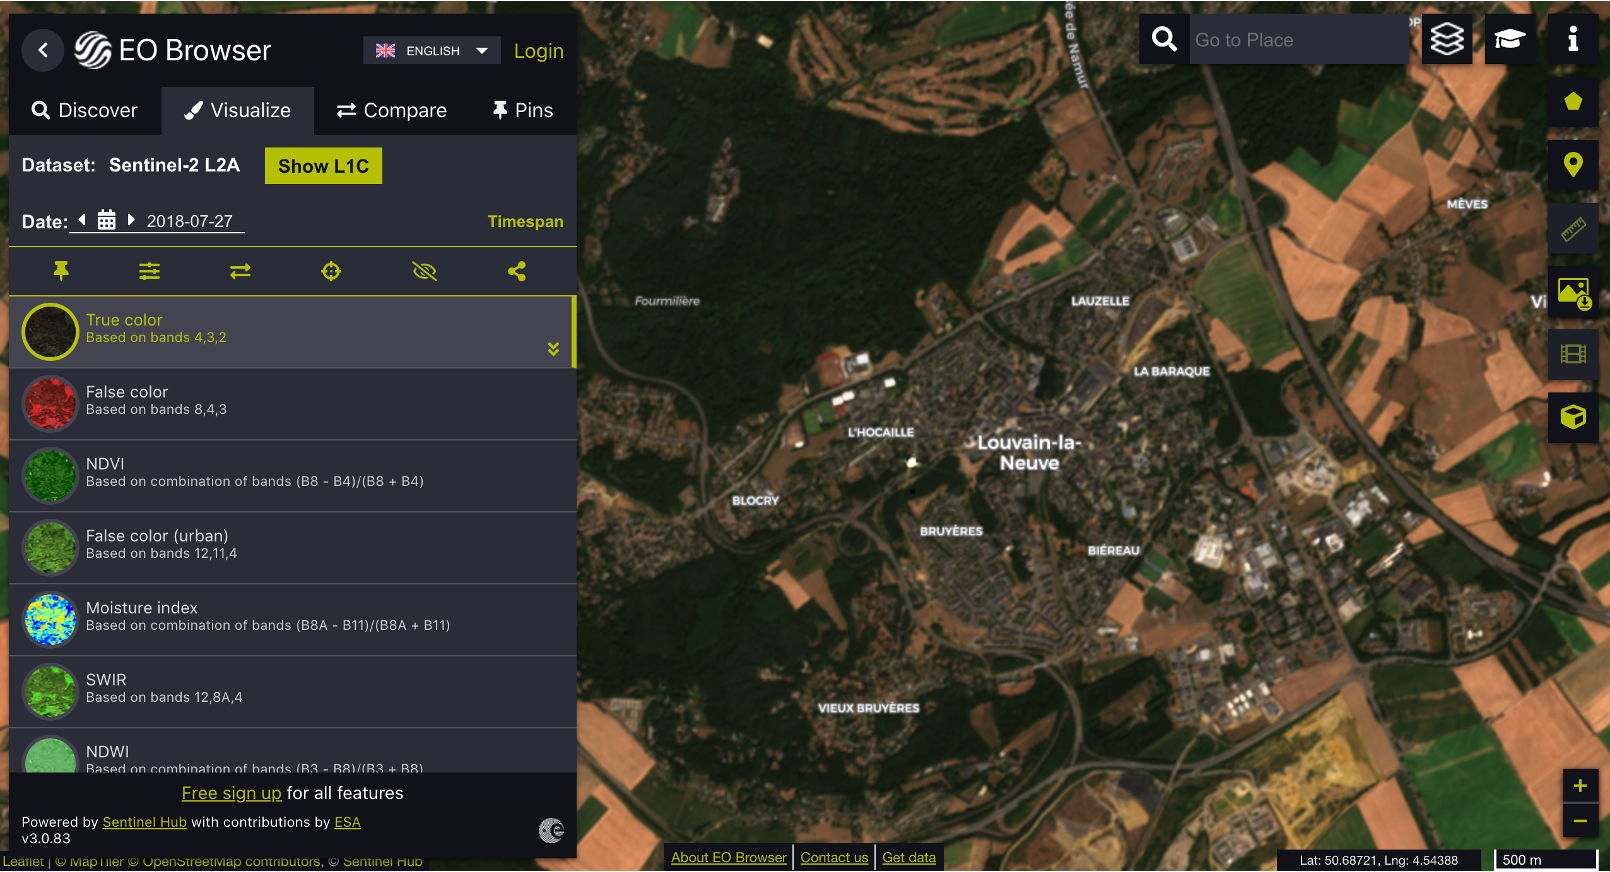 EO Browser
ENGLISH
Login
Go to Place
Discover
Visualize
Compare
Pins
Dataset: Sentinel-2 L2A
Show L1C
Date: 2018-07-27
Timespan
True color
Based on bands 4,3,2
False color
Based on bands 8,4,3
NDVI
Based on combination of bands (B8 - B4)/(B8 + B4)
False color (urban)
Based on bands 12,11,4
Moisture index
Based on combination of bands (B8A - B11)/(B8A + B11)
SWIR
Based on bands 12,8A,4
NDWI
Based on combination of bands (B3 - B8)/(B3 + B8)
Free sign up for all features
Powered by Sentinel Hub with contributions by ESA
v3.0.83
Leaflet | © MapTiler © OpenStreetMap contributors, © Sentinel Hub
ée de Namur
MÈVES
Fourmilière
LAUZELLE
Vi
LA BARAQUE
L'HOCAILLE
Louvain-la-
Neuve
BLOCRY
BRUYÈRES
BIÉREAU
VIEUX BRUYÈRES
About EO Browser
Contact us
Get data
+
−
Lat: 50.68721, Lng: 4.54388
500 m